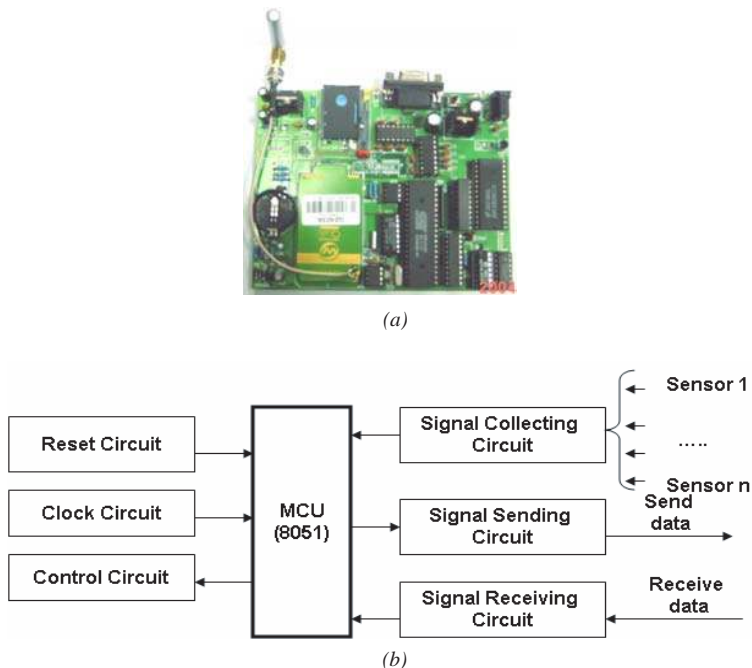 2004
(a)
Reset Circuit
Clock Circuit
Control Circuit
MCU
(8051)
Signal Collecting
Circuit
Signal Sending
Circuit
Signal Receiving
Circuit
Sensor 1
.....
Sensor n
Send
data
Receive
data
(b)